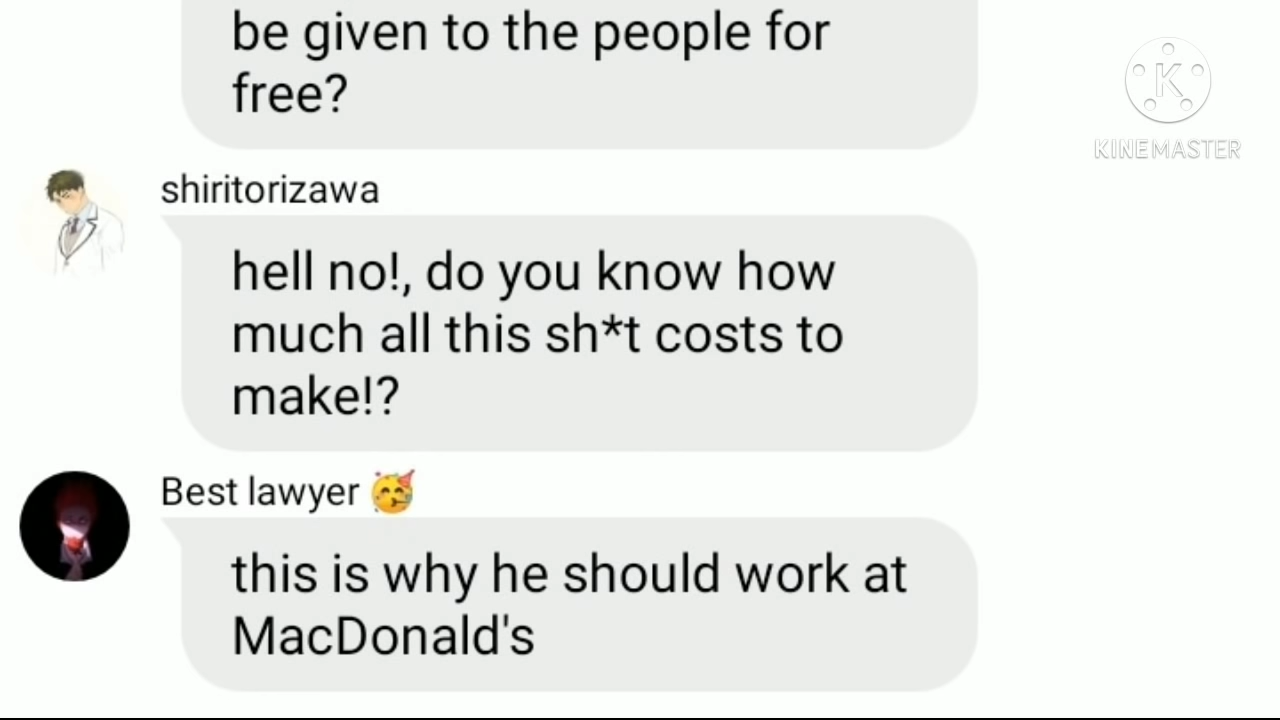 be given to the people for
free?
K
KINEMASTER
shiritorizawa
hell no!, do you know how
much all this sh*t costs to
make!?
Best lawyer 🥳
this is why he should work at
MacDonald's